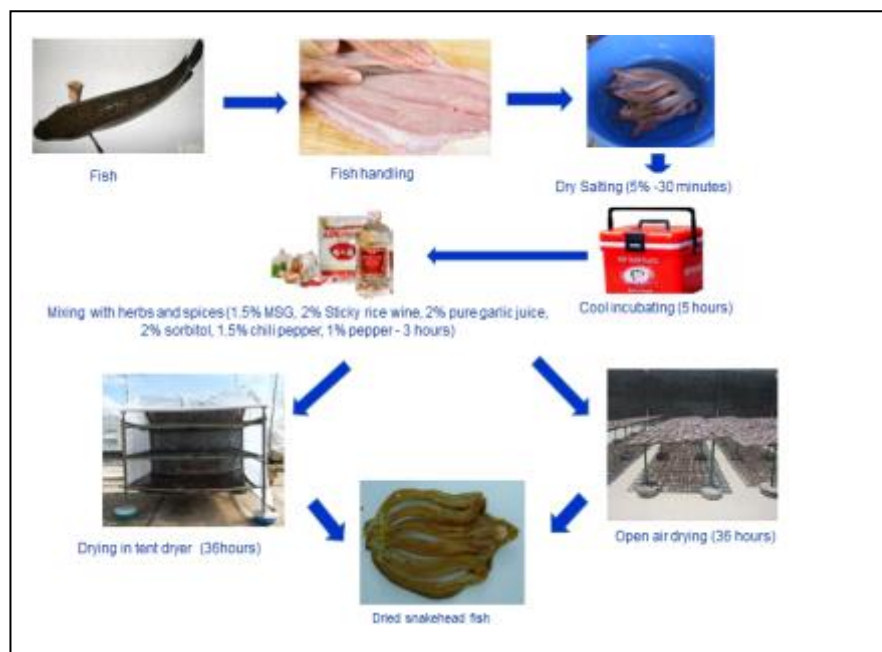 Fish
Fish handling
Dry Salting (5% -30 minutes)
Mixing with herbs and spices (1.5% MSG, 2% Sticky rice wine, 2% pure garlic juice,
2% sorbitol, 1.5% chili pepper, 1% pepper - 3 hours)
Cool incubating (5 hours)
Drying in tent dryer (36hours)
Open air drying (36 hours)
Dried snakehead fish